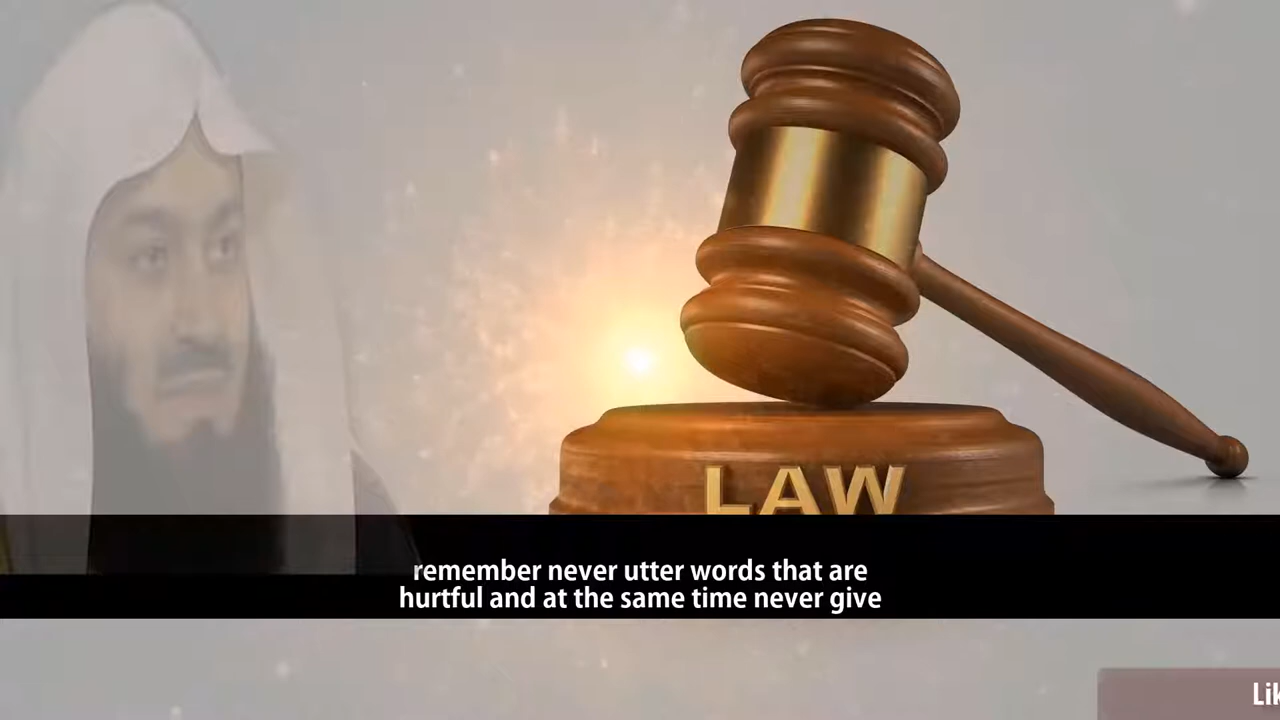 LAW
remember never utter words that are
hurtful and at the same time never give
Lik